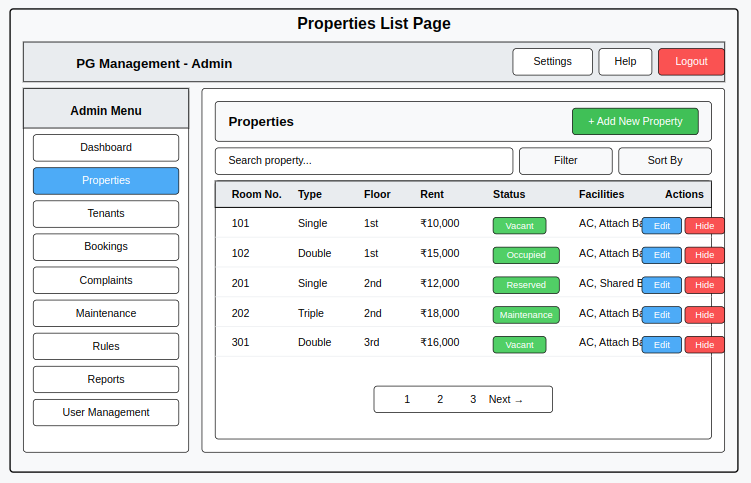 Properties List Page
PG Management - Admin Settings Help Logout
Admin Menu
Dashboard
Properties
Tenants
Bookings
Complaints
Maintenance
Rules
Reports
User Management
Properties + Add New Property
Search property... Filter Sort By
Room No. Type Floor Rent Status Facilities Actions
101 Single 1st ₹10,000 Vacant AC, Attach Edit Hide
102 Double 1st ₹15,000 Occupied AC, Attach Edit Hide
201 Single 2nd ₹12,000 Reserved AC, Shared Edit Hide
202 Triple 2nd ₹18,000 Maintenance AC, Attach Edit Hide
301 Double 3rd ₹16,000 Vacant AC, Attach Edit Hide
1 2 3 Next →